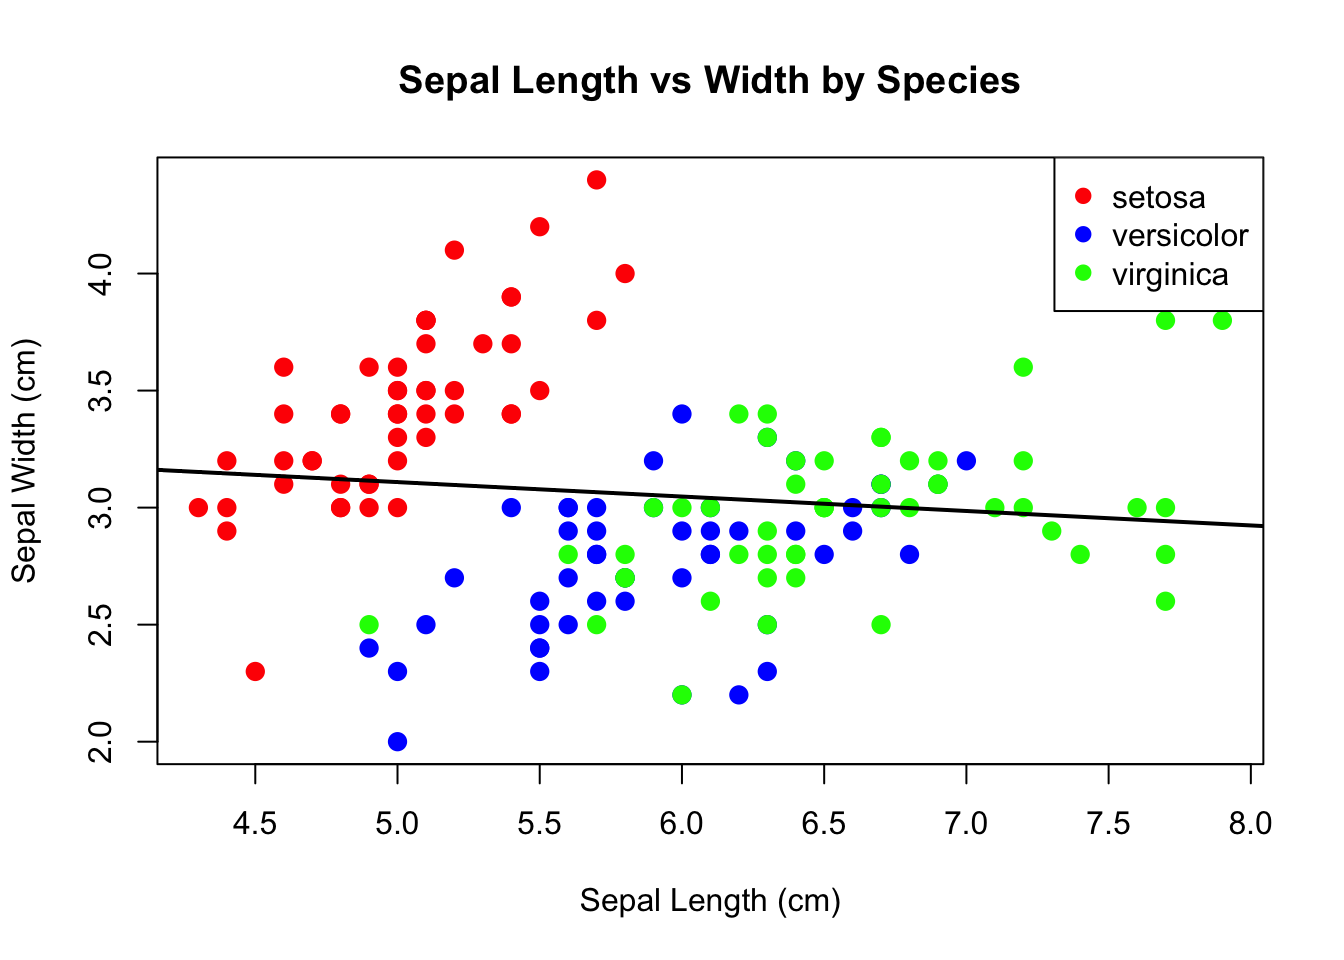 Sepal Length vs Width by Species
setosa
versicolor
virginica
Sepal Width (cm)
4.0
3.5
3.0
2.5
2.0
4.5 5.0 5.5 6.0 6.5 7.0 7.5 8.0
Sepal Length (cm)